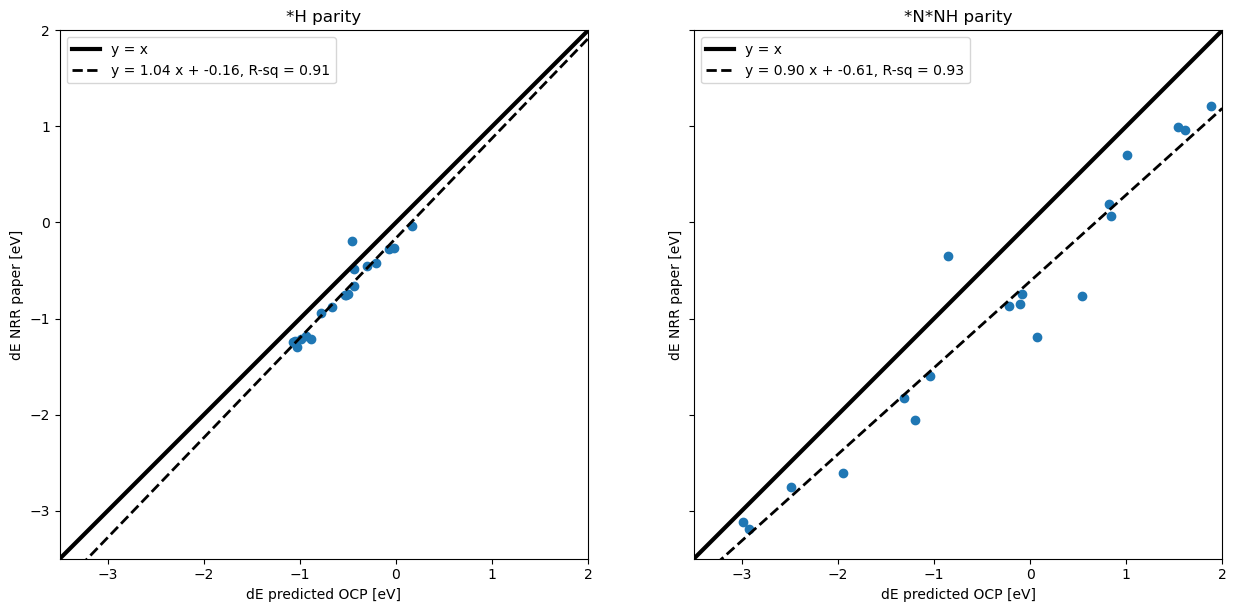 *H parity
y = x
y = 1.04 x + -0.16, R-sq = 0.91
2
1
0
−1
−2
−3
dE NRR paper [eV]
−3 −2 −1 0 1 2
dE predicted OCP [eV]
*N*NH parity
y = x
y = 0.90 x + -0.61, R-sq = 0.93
dE NRR paper [eV]
−3 −2 −1 0 1 2
dE predicted OCP [eV]